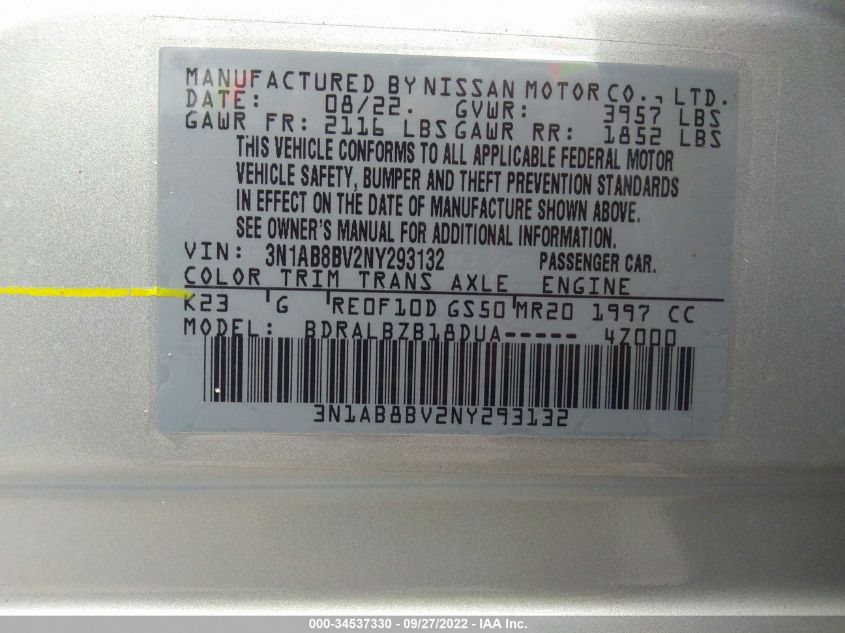 MANUFACTURED BY NISSAN MOTOR CO., LTD.
DATE: 08/22. GVWR: 3957 LBS
GAWR FR: 2116 LBS GAWR RR: 1852 LBS
THIS VEHICLE CONFORMS TO ALL APPLICABLE FEDERAL MOTOR
VEHICLE SAFETY, BUMPER AND THEFT PREVENTION STANDARDS
IN EFFECT ON THE DATE OF MANUFACTURE SHOWN ABOVE.
SEE OWNER'S MANUAL FOR ADDITIONAL INFORMATION.
VIN: 3N1AB8BV2NY293132 PASSENGER CAR.
COLOR TRIM TRANS AXLE ENGINE
K23 G RE0F10D GS50 MR20 1997 CC
MODEL: BDRALBZB18DUA----- 4Z000
3N1AB8BV2NY293132
000-34537330 - 09/27/2022 - IAA Inc.